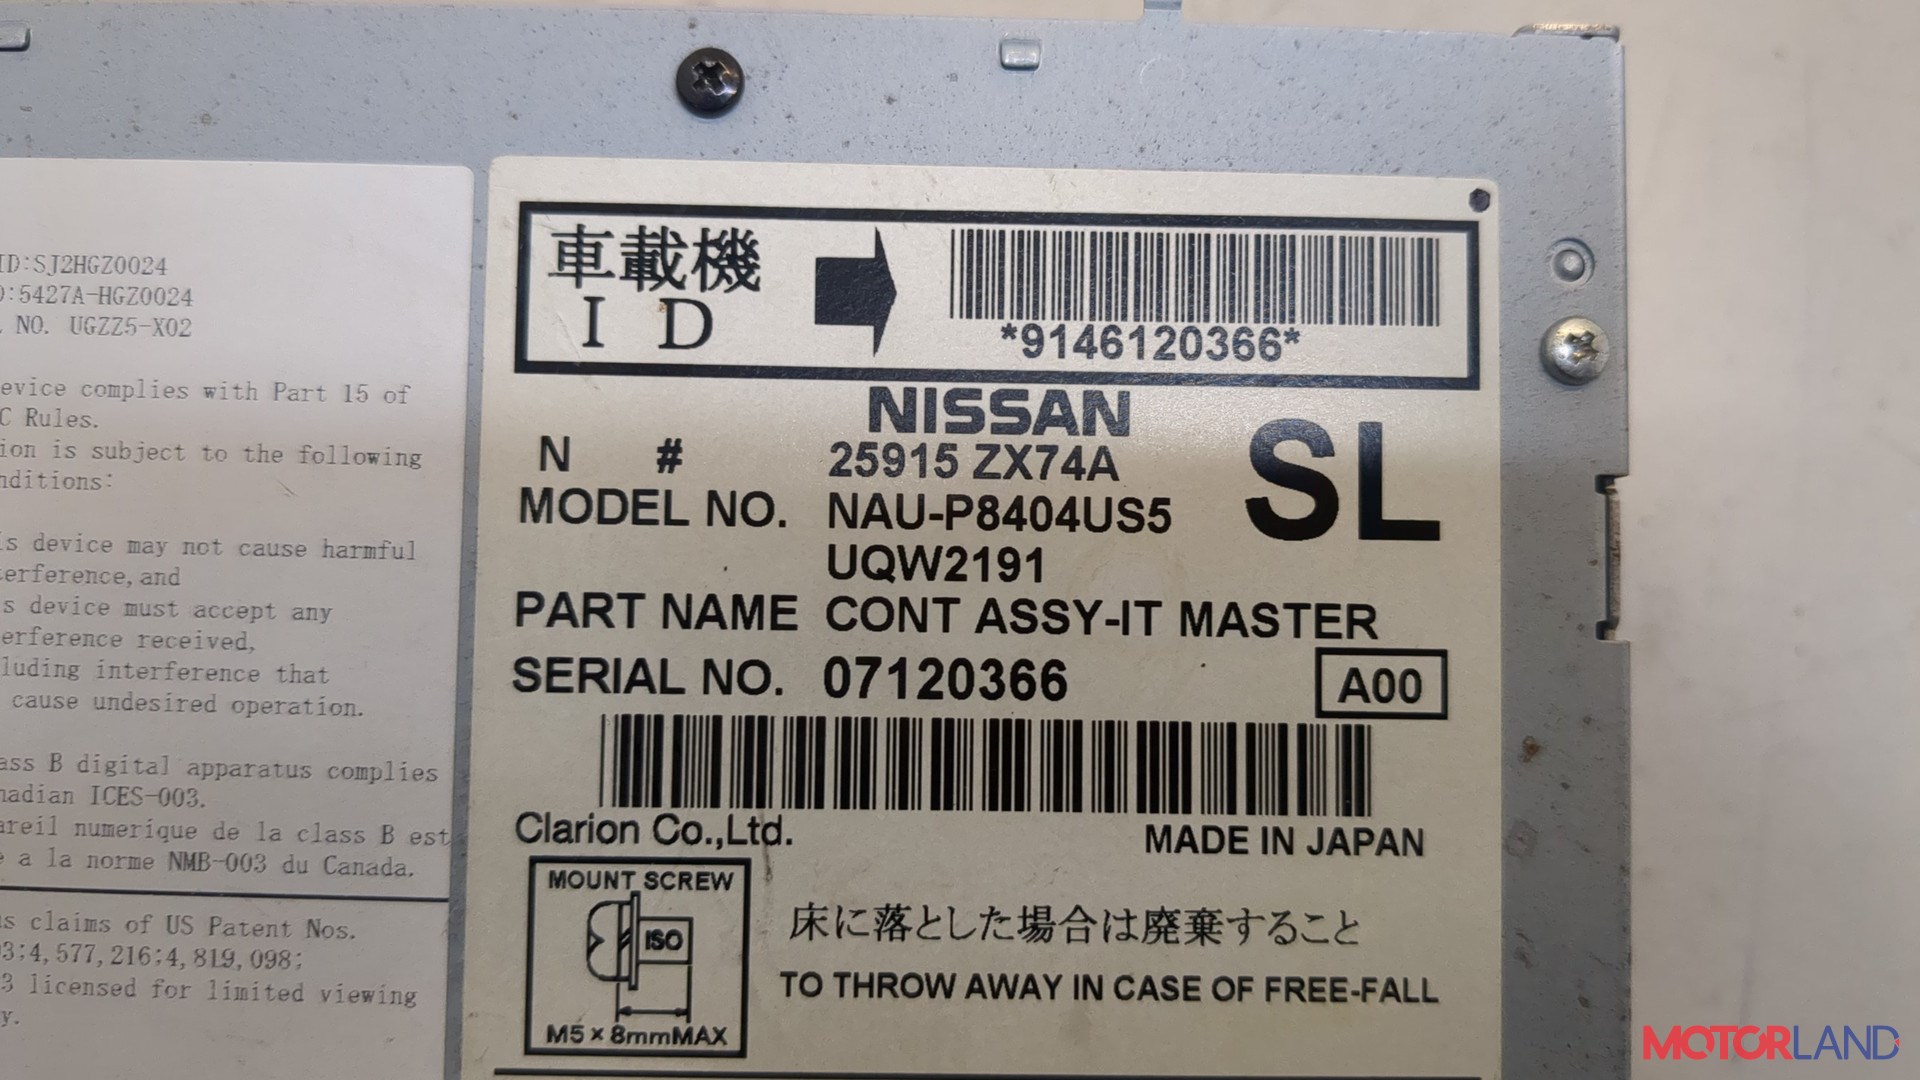 ID:SJ2HGZ0024
:5427A-HGZ0024
NO. UGZZ5-X02
evice complies with Part 15 of
C Rules.
ion is subject to the following
nditions:
s device may not cause harmful
erference,and
s device must accept any
erference received,
luding interference that
cause undesired operation.
ass B digital apparatus complies
nadian ICES-003.
areil numerique de la class B est
e a la norme NMB-003 du Canada.
s claims of US Patent Nos.
3;4,577,216;4,819,098;
3 licensed for limited viewing
y.
車載機
ID
*9146120366*
NISSAN
N # 25915 ZX74A
SL
MODEL NO. NAU-P8404US5
UQW2191
PART NAME CONT ASSY-IT MASTER
SERIAL NO. 07120366
A00
Clarion Co.,Ltd.
MADE IN JAPAN
MOUNT SCREW
ISO
M5×8mmMAX
床に落とした場合は廃棄すること
TO THROW AWAY IN CASE OF FREE-FALL
MOTORLAND